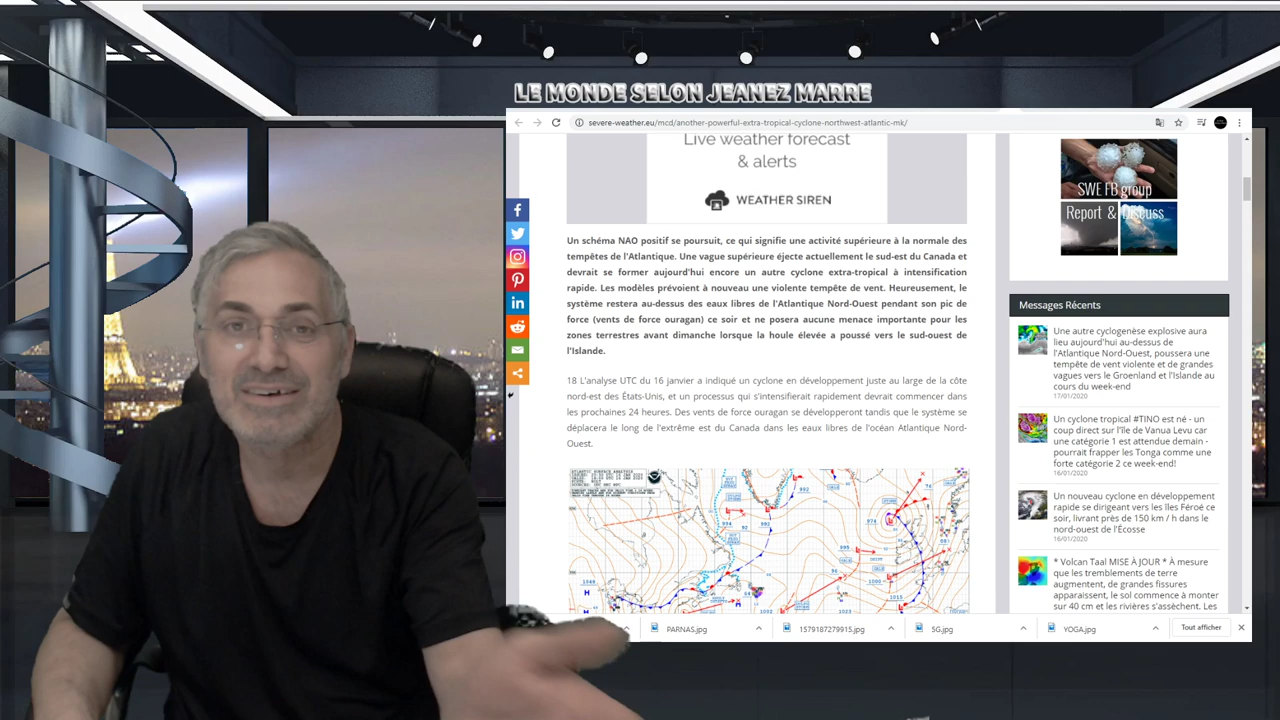 LE MONDE SELON JEANEZ MARRE
severe-weather.eu/mcd/another-powerful-extra-tropical-cyclone-northwest-atlantic-mk/
Live weather forecast
& alerts
WEATHER SIREN
Un schéma NAO positif se poursuit, ce qui signifie une activité supérieure à la normale des
tempêtes de l'Atlantique. Une vague supérieure éjecte actuellement le sud-est du Canada et
devrait se former aujourd'hui encore un autre cyclone extra-tropical à intensification
rapide. Les modèles prévoient à nouveau une violente tempête de vent. Heureusement, le
système restera au-dessus des eaux libres de l'Atlantique Nord-Ouest pendant son pic de
force (vents de force ouragan) ce soir et ne posera aucune menace importante pour les
zones terrestres avant dimanche lorsque la houle élevée a poussé vers le sud-ouest de
l'Islande.
18 L'analyse UTC du 16 janvier a indiqué un cyclone en développement juste au large de la côte
nord-est des États-Unis, et un processus qui s'intensifierait rapidement devrait commencer dans
les prochaines 24 heures. Des vents de force ouragan se développeront tandis que le système se
déplacera le long de l'extrême est du Canada dans les eaux libres de l'océan Atlantique Nord-
Ouest.
SWE FB group
Report & Discuss
Messages Récents
Une autre cyclogenèse explosive aura
lieu aujourd'hui au-dessus de
l'Atlantique Nord-Ouest, poussera une
tempête de vent violente et de grandes
vagues vers le Groenland et l'Islande au
cours du week-end
17/01/2020
Un cyclone tropical #TINO est né - un
coup direct sur l'île de Vanua Levu car
une catégorie 1 est attendue demain -
pourrait frapper les Tonga comme une
forte catégorie 2 ce week-end!
16/01/2020
Un nouveau cyclone en développement
rapide se dirigeant vers les îles Féroé ce
soir, livrant près de 150 km / h dans le
nord-ouest de l'Écosse
16/01/2020
* Volcan Taal MISE À JOUR * À mesure
que les tremblements de terre
augmentent, de grandes fissures
apparaissent, le sol commence à monter
sur 40 cm et les rivières s'assèchent. Les
PARNAS.jpg
1579187279915.jpg
5G.jpg
YOGA.jpg
Tout afficher